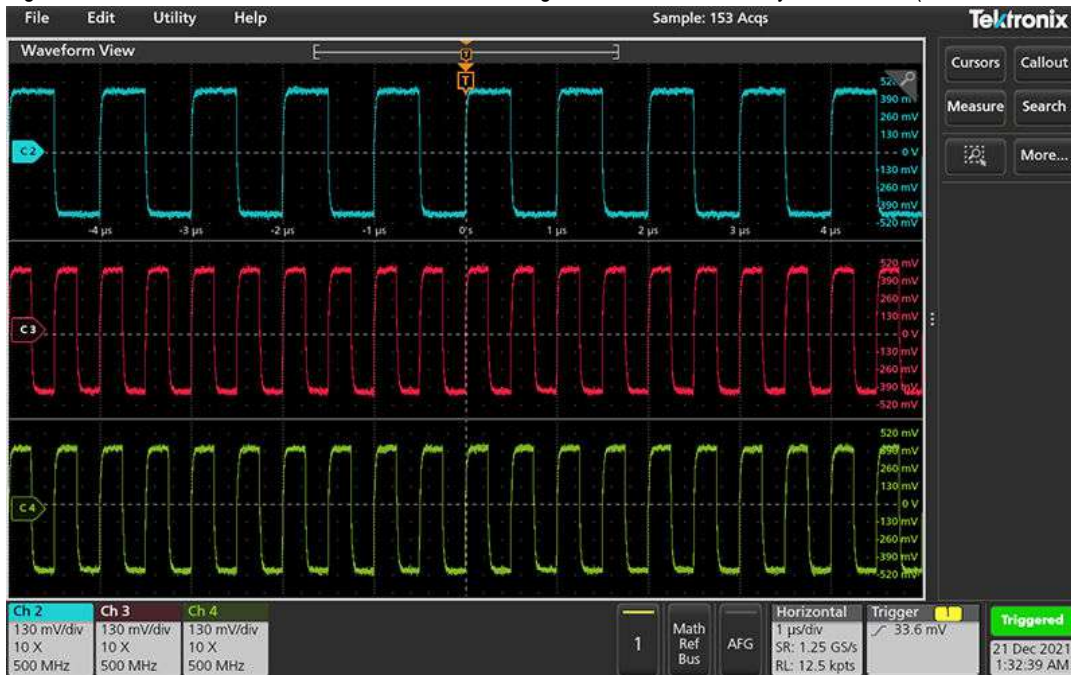 File Edit Utility Help Sample: 153 Acqs Tektronix
Waveform View
T
T
Cursors Callout
Measure Search
More...
390 m
260 mV
130 mV
C 2
0 V
-130 mV
-260 mV
-390 mV
-520 mV
-4 µs -3 µs -2 µs -1 µs 0 s 1 µs 2 µs 3 µs 4 µs
520 mV
390 mV
260 mV
130 mV
C 3
0 V
-130 mV
-260 mV
-390 mV
-520 mV
520 mV
390 mV
260 mV
130 mV
C 4
0 V
-130 mV
-260 mV
-390 mV
-520 mV
Ch 2 Ch 3 Ch 4
130 mV/div 130 mV/div 130 mV/div
10 X 10 X 10 X
500 MHz 500 MHz 500 MHz
1
Math
Ref
Bus
AFG
Horizontal
1 µs/div
SR: 1.25 GS/s
RL: 12.5 kpts
Trigger 1
33.6 mV
Triggered
21 Dec 2021
1:32:39 AM